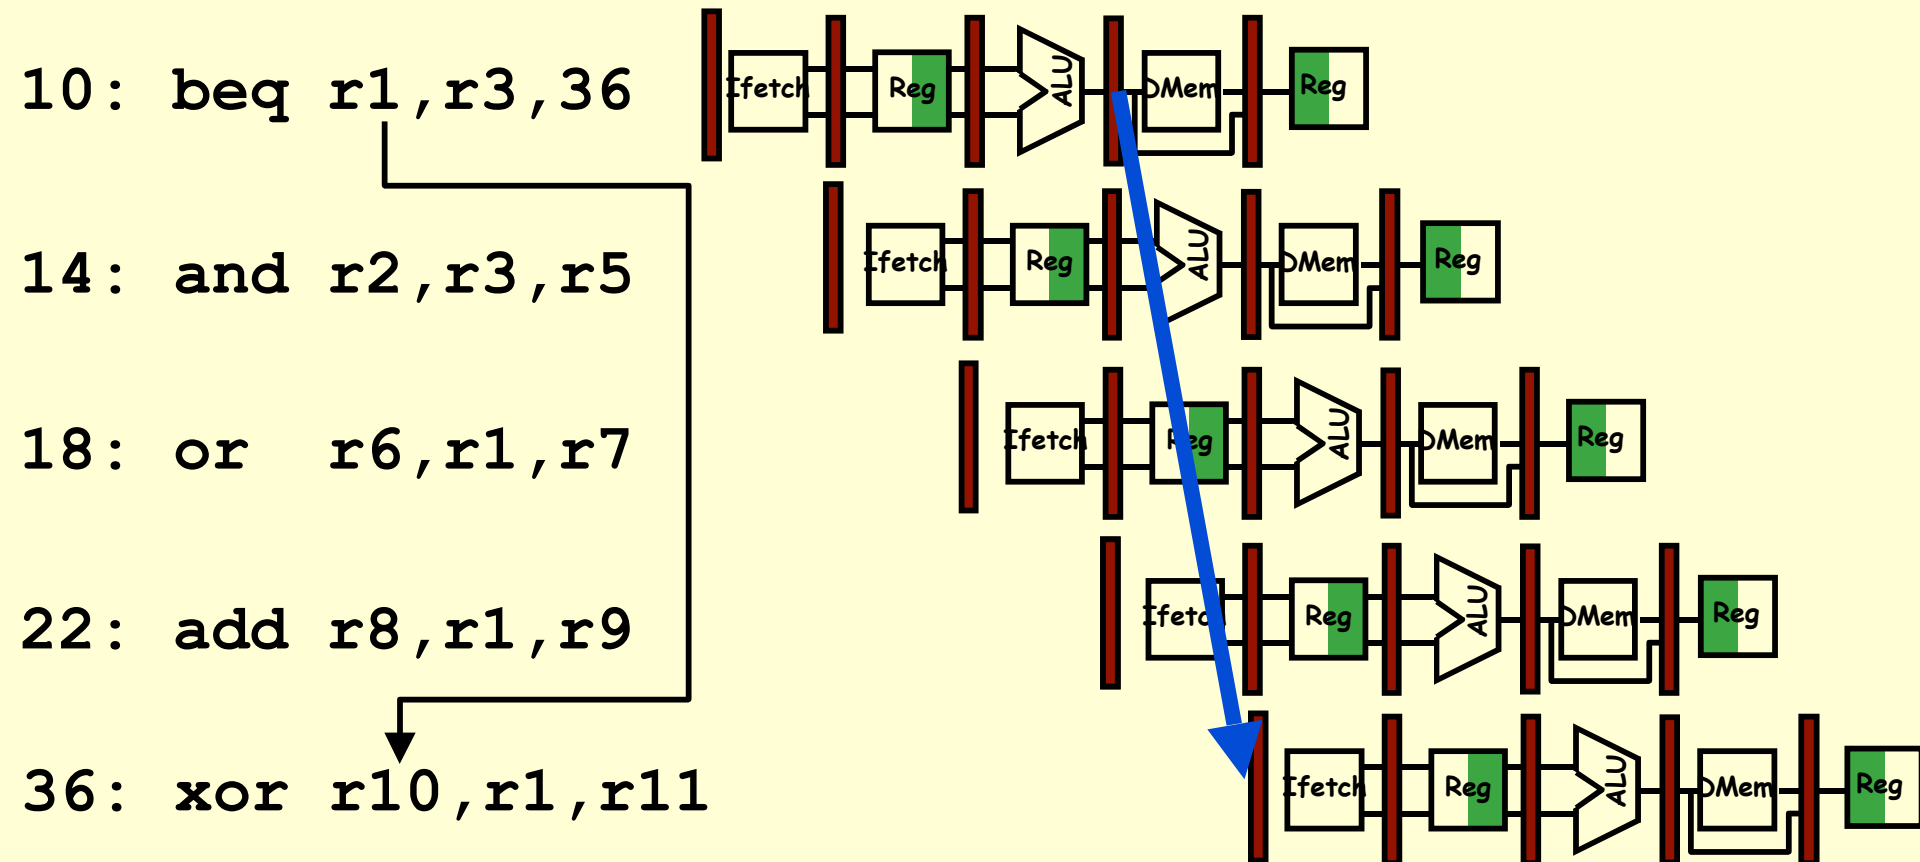 10: beq r1,r3,36 Ifetch Reg ALU DMem Reg
14: and r2,r3,r5 Ifetch Reg ALU DMem Reg
18: or r6,r1,r7 Ifetch Reg ALU DMem Reg
22: add r8,r1,r9 Ifetch Reg ALU DMem Reg
36: xor r10,r1,r11 Ifetch Reg ALU DMem Reg